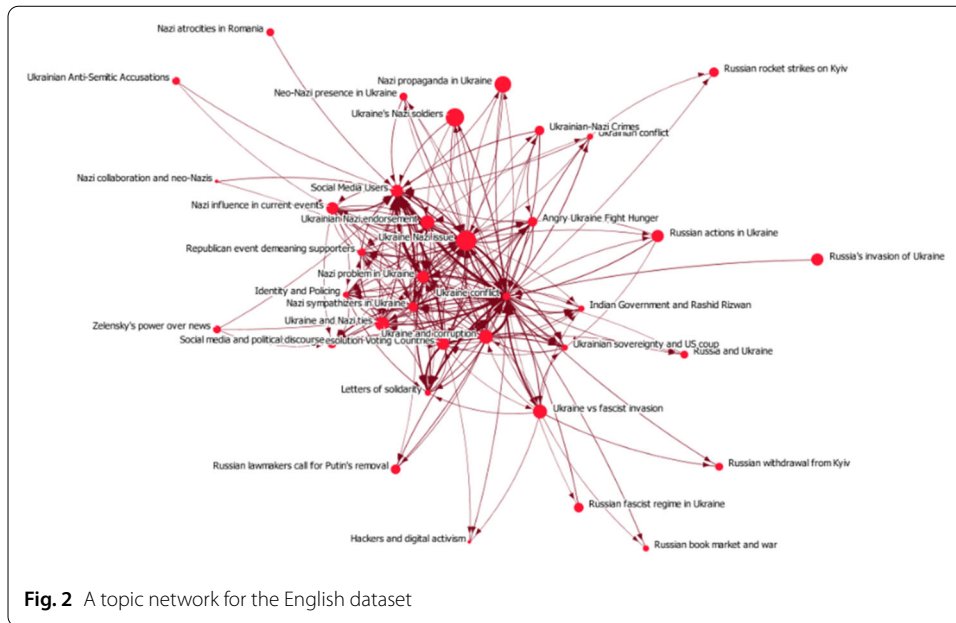 Nazi atrocities in Romania
Ukrainian Anti-Semitic Accusations
Russian rocket strikes on Kyiv
Nazi propaganda in Ukraine
Neo-Nazi presence in Ukraine
Ukraine's Nazi soldiers
Ukrainian-Nazi Crimes
Ukrainian conflict
Nazi collaboration and neo-Nazis
Social Media Users
Nazi influence in current events
Ukrainian Nazi endorsement
Angry Ukraine Fight Hunger
Ukraine Nazi issue
Russian actions in Ukraine
Republican event demeaning supporters
Russia's invasion of Ukraine
Nazi problem in Ukraine
Identity and Policing
Ukraine conflict
Nazi sympathizers in Ukraine
Indian Government and Rashid Rizwan
Zelensky's power over news
Ukraine and Nazi ties
Ukraine and corruption
Social media and political discourse
esolution Voting Countries
Ukrainian sovereignty and US coup
Russia and Ukraine
Letters of solidarity
Ukraine vs fascist invasion
Russian lawmakers call for Putin's removal
Russian withdrawal from Kyiv
Russian fascist regime in Ukraine
Hackers and digital activism
Russian book market and war
Fig. 2 A topic network for the English dataset